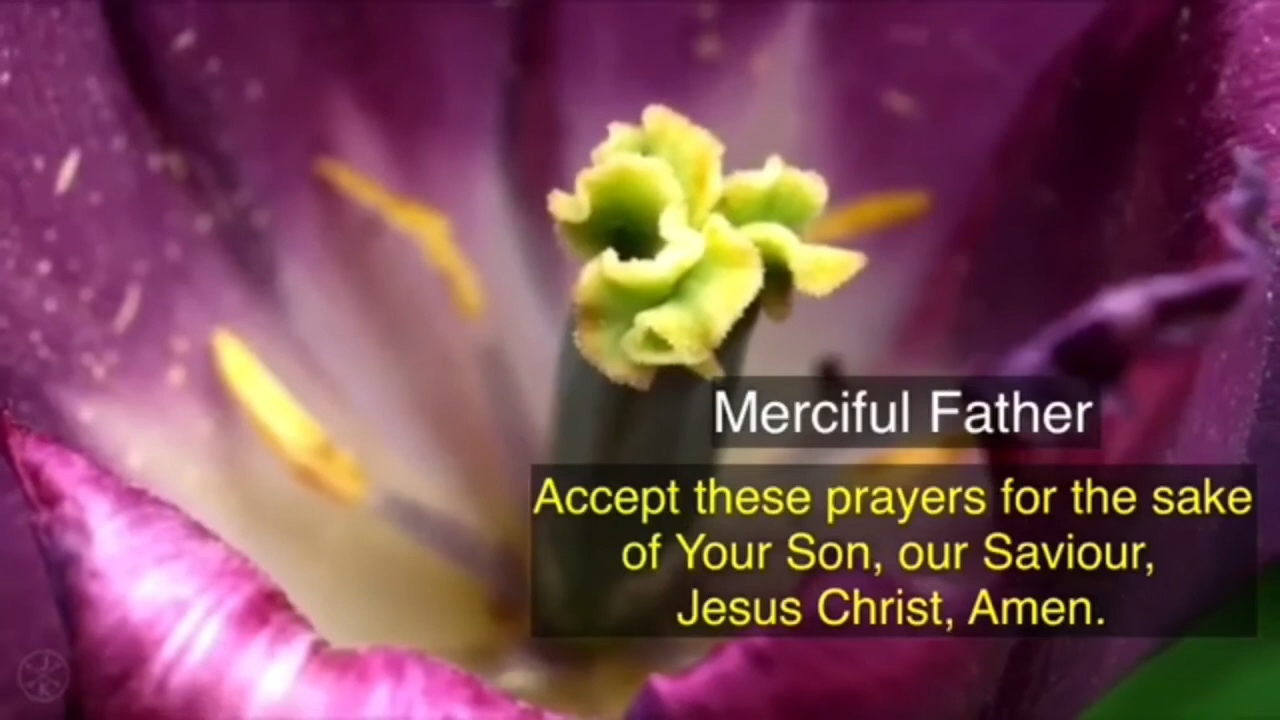 Merciful Father
Accept these prayers for the sake
of Your Son, our Saviour,
Jesus Christ, Amen.